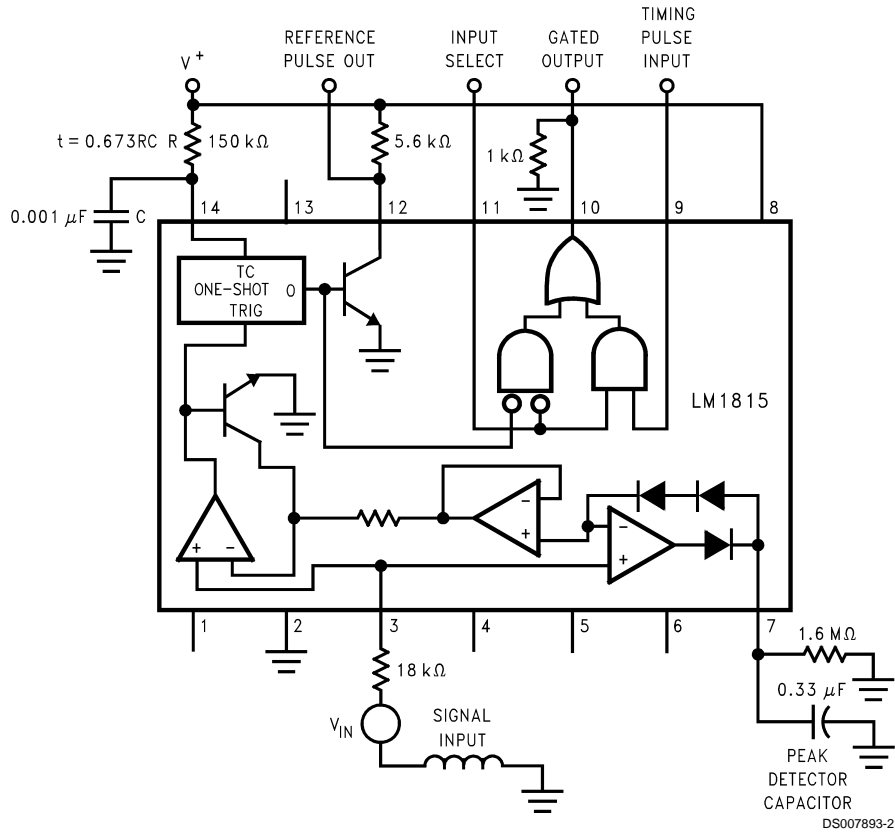 TIMING
PULSE
INPUT
REFERENCE
PULSE OUT
INPUT
SELECT
GATED
OUTPUT
V+
t = 0.673RC R
150 kΩ
5.6 kΩ
1 kΩ
0.001 μF
C
14
13
12
11
10
9
8
TC
ONE-SHOT O
TRIG
LM1815
+ -
-
+
-
+
1
2
3
4
5
6
7
18 kΩ
1.6 MΩ
0.33 μF
VIN
SIGNAL
INPUT
PEAK
DETECTOR
CAPACITOR
DS007893-2